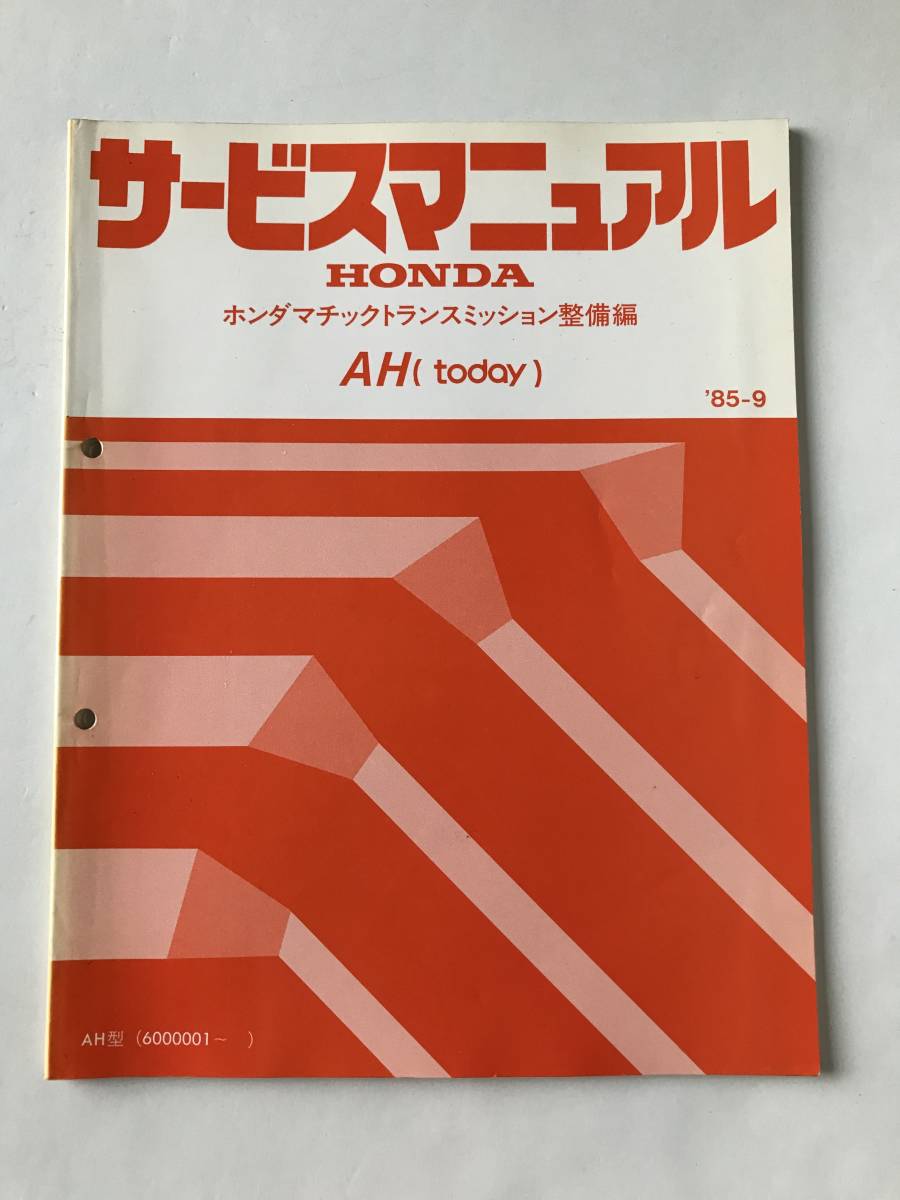 サービスマニュアル
HONDA
ホンダマチックトランスミッション整備編
AH( today )
'85-9
AH型 (6000001~ )